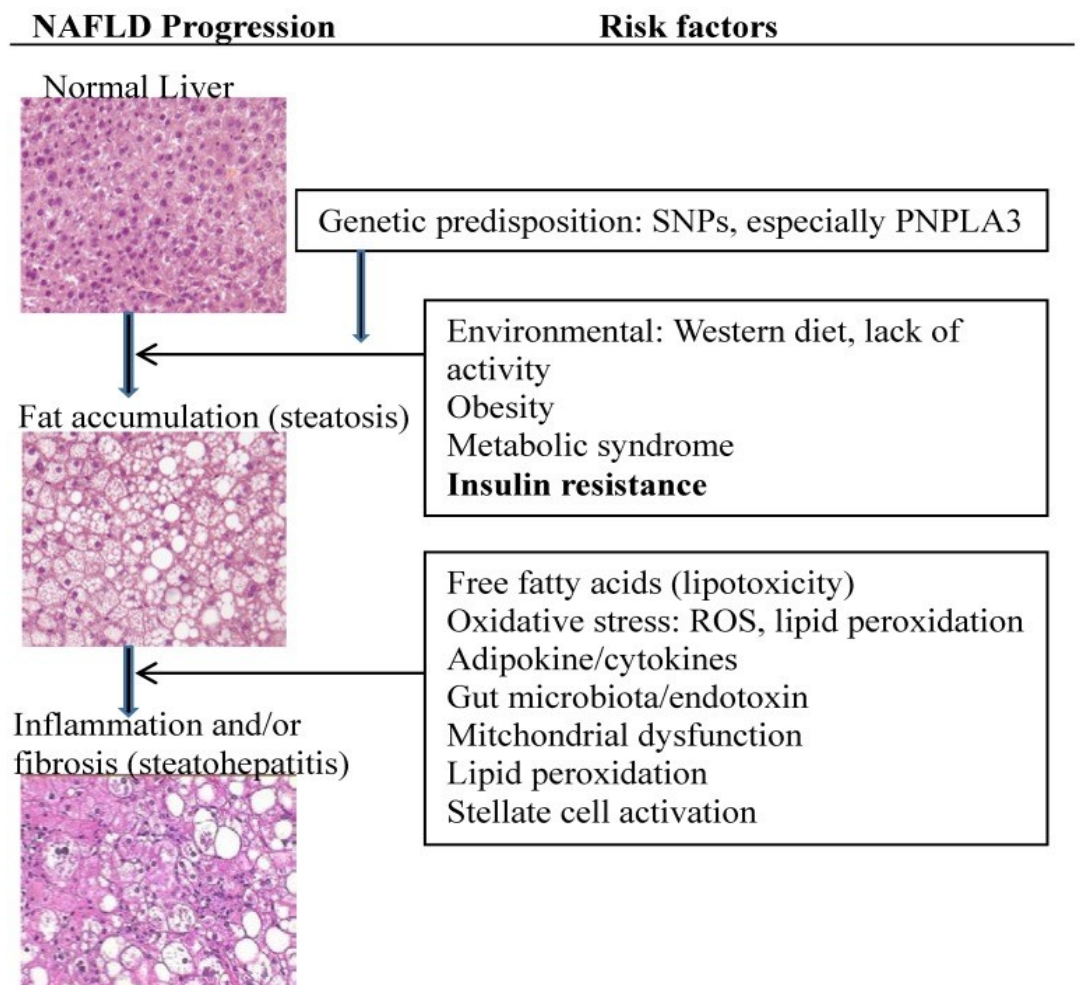 NAFLD Progression
Risk factors
Normal Liver
Genetic predisposition: SNPs, especially PNPLA3
Environmental: Western diet, lack of
activity
Obesity
Metabolic syndrome
Insulin resistance
Fat accumulation (steatosis)
Free fatty acids (lipotoxicity)
Oxidative stress: ROS, lipid peroxidation
Adipokine/cytokines
Gut microbiota/endotoxin
Mitchondrial dysfunction
Lipid peroxidation
Stellate cell activation
Inflammation and/or
fibrosis (steatohepatitis)